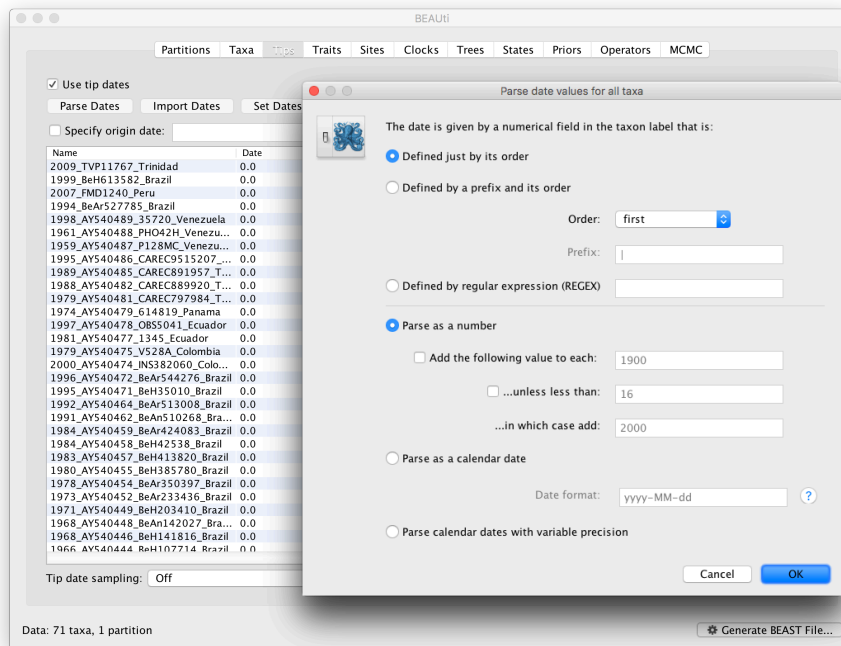 BEAUti
Partitions Taxa Tips Traits Sites Clocks Trees States Priors Operators MCMC
Use tip dates
Parse Dates Import Dates Set Dates
Specify origin date:
Name Date
2009_TVP11767_Trinidad 0.0
1999_BeH613582_Brazil 0.0
2007_FMD1240_Peru 0.0
1994_BeAr527785_Brazil 0.0
1998_AY540489_35720_Venezuela 0.0
1961_AY540488_PHO42H_Venezu... 0.0
1959_AY540487_P128MC_Venezu... 0.0
1995_AY540486_CAREC9515207_... 0.0
1989_AY540485_CAREC891957_T... 0.0
1988_AY540482_CAREC889920_T... 0.0
1979_AY540481_CAREC797984_T... 0.0
1974_AY540479_614819_Panama 0.0
1997_AY540478_OBS5041_Ecuador 0.0
1981_AY540477_1345_Ecuador 0.0
1979_AY540475_V528A_Colombia 0.0
2000_AY540474_INS382060_Colo... 0.0
1996_AY540472_BeAr544276_Brazil 0.0
1995_AY540471_BeH35010_Brazil 0.0
1992_AY540464_BeAr513008_Brazil 0.0
1991_AY540462_BeAn510268_Bra... 0.0
1984_AY540459_BeAr424083_Brazil 0.0
1984_AY540458_BeH42538_Brazil 0.0
1983_AY540457_BeH413820_Brazil 0.0
1980_AY540455_BeH385780_Brazil 0.0
1978_AY540454_BeAr350397_Brazil 0.0
1973_AY540452_BeAr233436_Brazil 0.0
1971_AY540449_BeH203410_Brazil 0.0
1968_AY540448_BeAn142027_Bra... 0.0
1968_AY540446_BeH141816_Brazil 0.0
1966_AY540444_BeH107714_Brazil 0.0
Tip date sampling: Off
Data: 71 taxa, 1 partition
Generate BEAST File...
Parse date values for all taxa
The date is given by a numerical field in the taxon label that is:
Defined just by its order
Defined by a prefix and its order
Order: first
Prefix:
Defined by regular expression (REGEX)
Parse as a number
Add the following value to each: 1900
...unless less than: 16
...in which case add: 2000
Parse as a calendar date
Date format: yyyy-MM-dd ?
Parse calendar dates with variable precision
Cancel OK